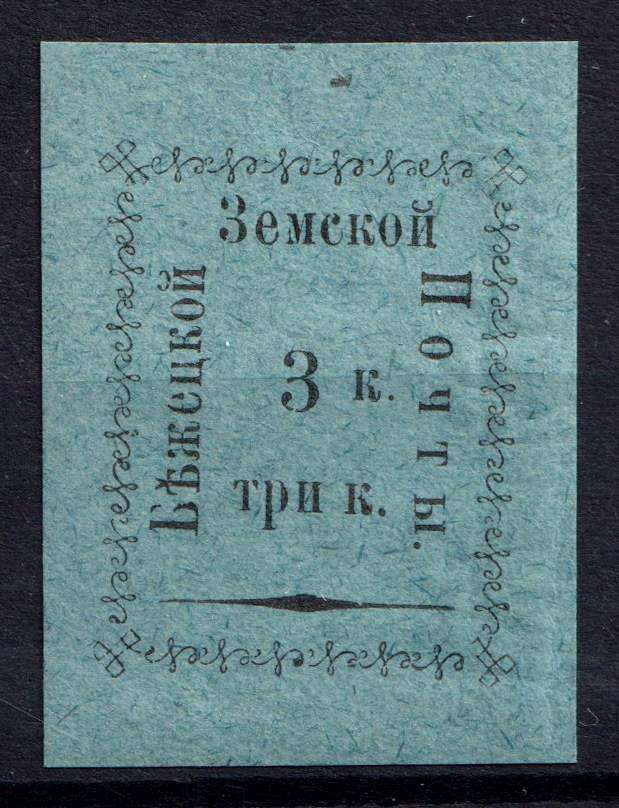 Бѣжецкой
Земской
Почты.
3 к.
три к.